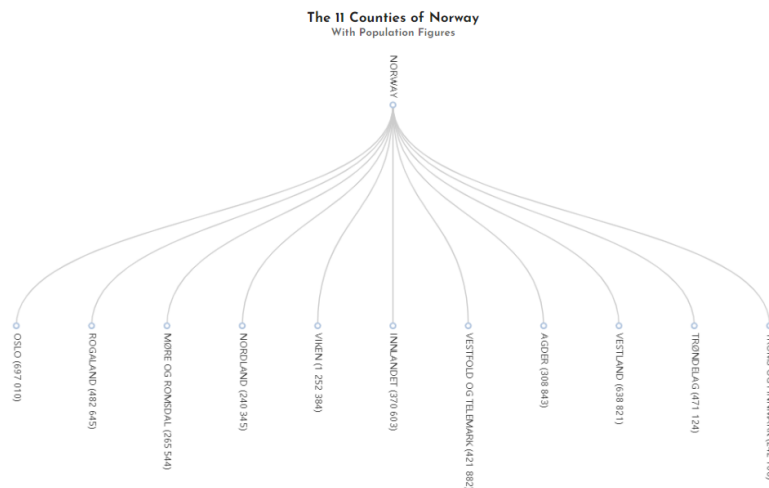 The 11 Counties of Norway
With Population Figures
NORWAY
OSLO (697 010)
ROGALAND (482 645)
MØRE OG ROMSDAL (265 544)
NORDLAND (240 345)
VIKEN (1 252 384)
INNLANDET (370 603)
VESTFOLD OG TELEMARK (421 882)
AGDER (308 843)
VESTLAND (638 821)
TRØNDELAG (471 124)